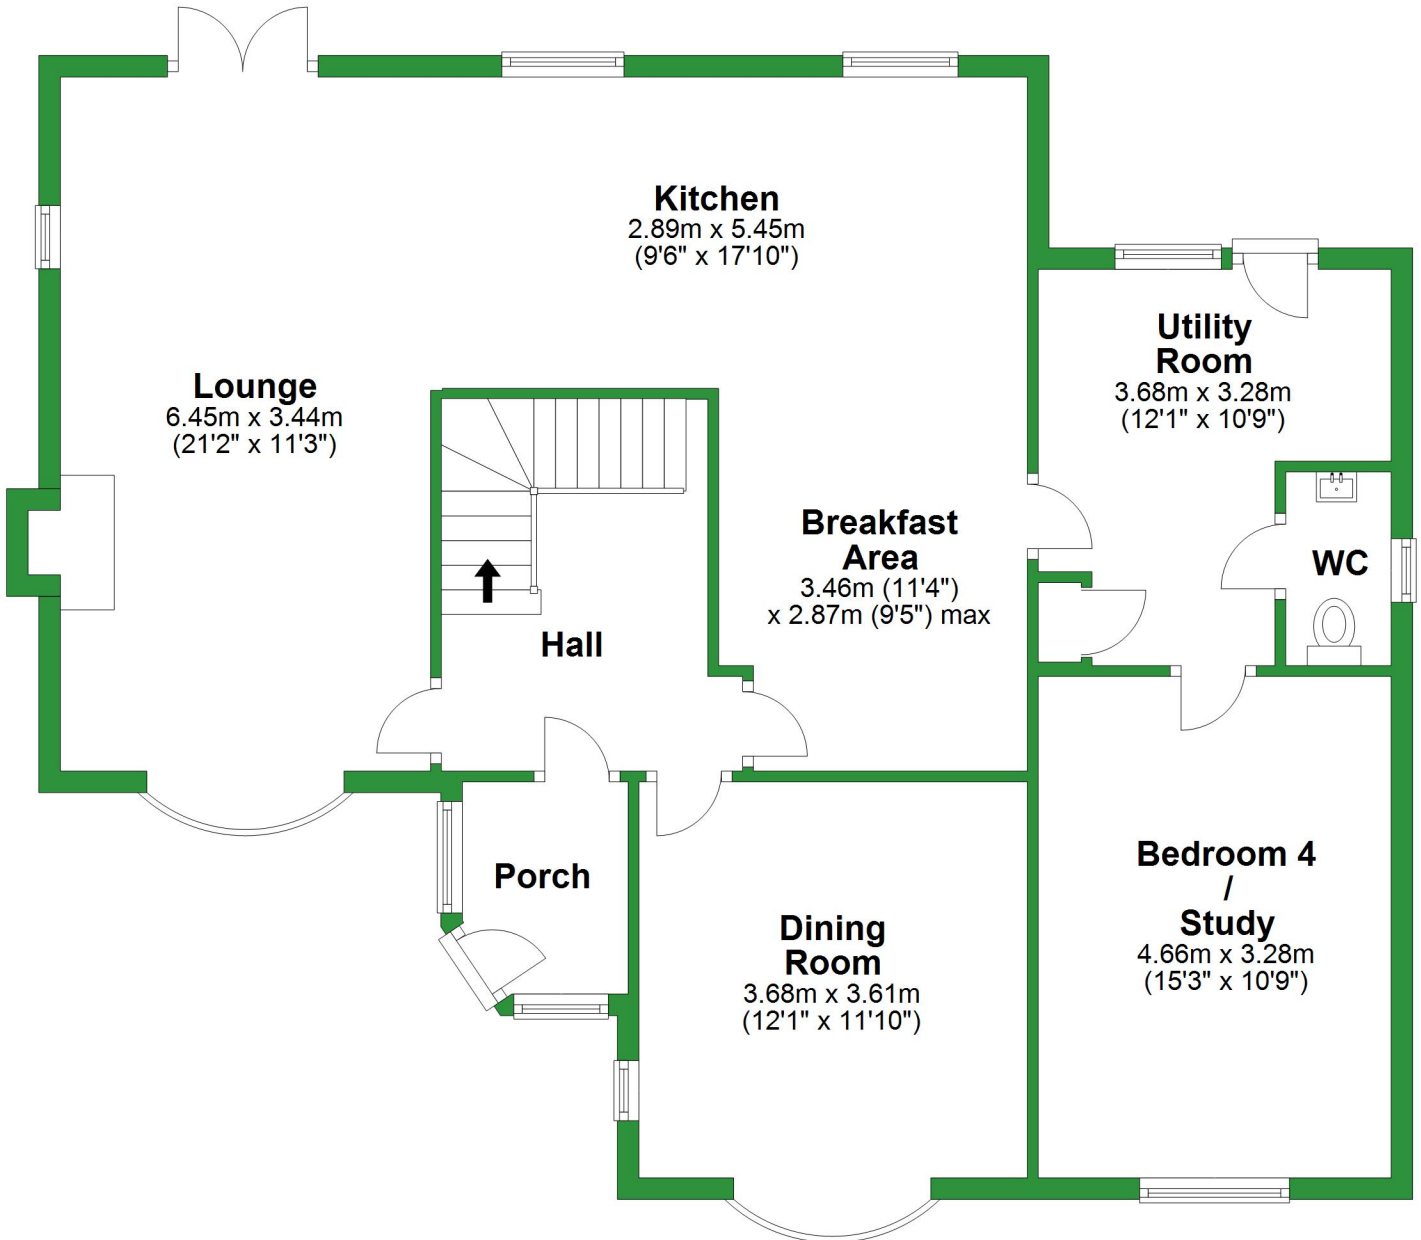 Kitchen
2.89m x 5.45m
(9'6" x 17'10")
Utility
Room
3.68m x 3.28m
(12'1" x 10'9")
Lounge
6.45m x 3.44m
(21'2" x 11'3")
Breakfast
Area
3.46m (11'4")
x 2.87m (9'5") max
WC
Hall
Porch
Dining
Room
3.68m x 3.61m
(12'1" x 11'10")
Bedroom 4
/
Study
4.66m x 3.28m
(15'3" x 10'9")